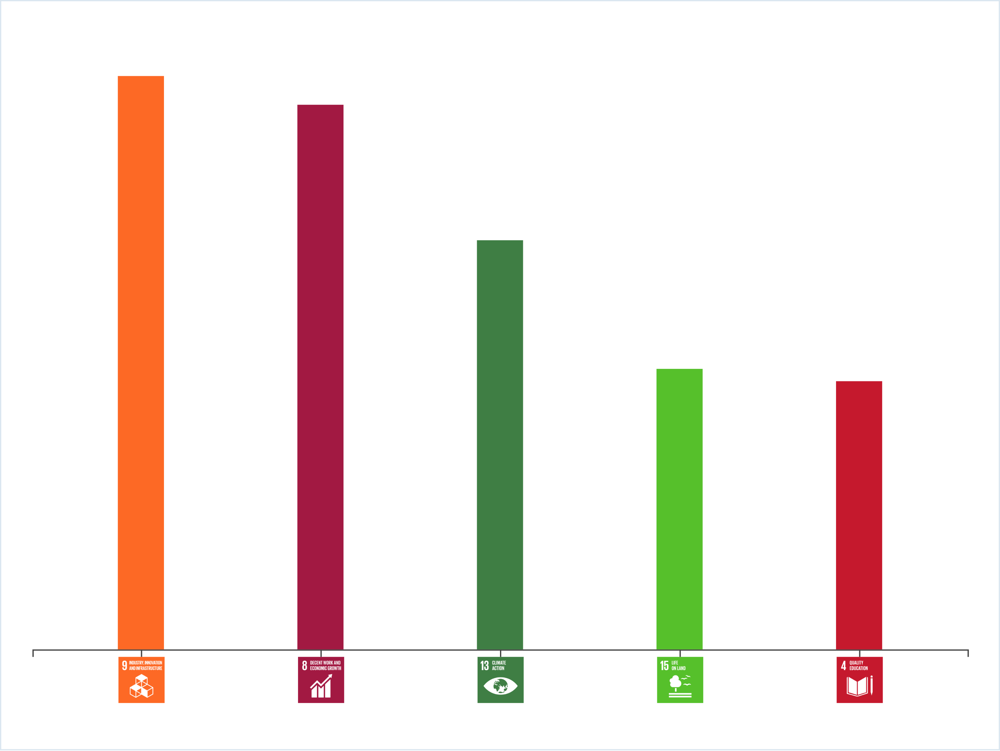 9 INDUSTRY, INNOVATION
AND INFRASTRUCTURE
8 DECENT WORK AND
ECONOMIC GROWTH
13 CLIMATE
ACTION
15 LIFE
ON LAND
4 QUALITY
EDUCATION